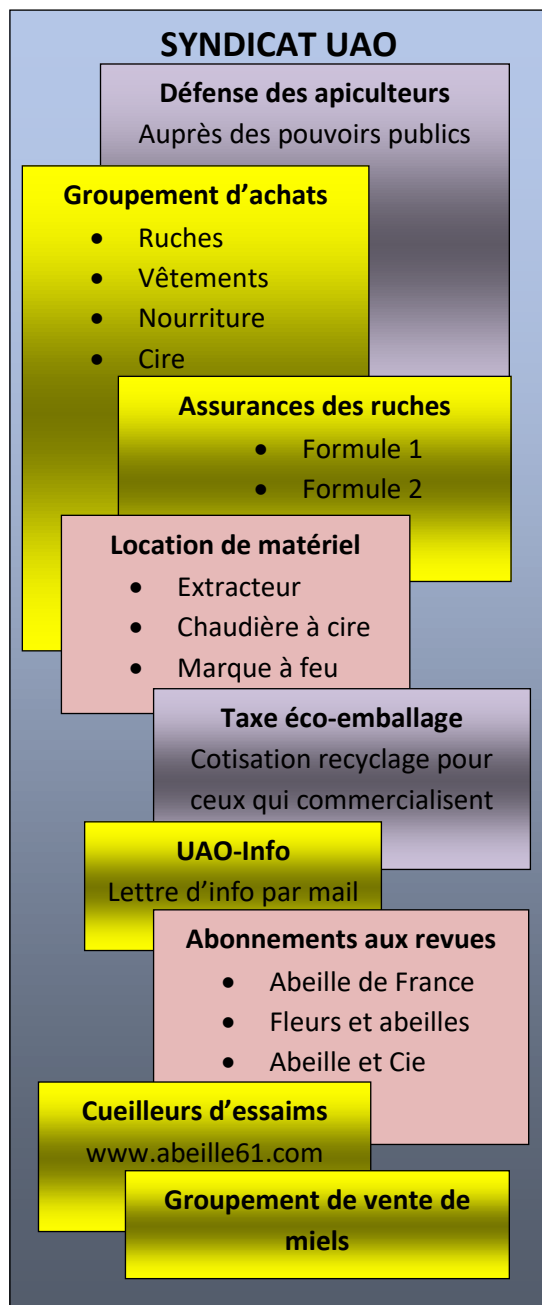 SYNDICAT UAO
Défense des apiculteurs
Auprès des pouvoirs publics
Groupement d’achats
• Ruches
• Vêtements
• Nourriture
• Cire
Assurances des ruches
• Formule 1
• Formule 2
Location de matériel
• Extracteur
• Chaudière à cire
• Marque à feu
Taxe éco-emballage
Cotisation recyclage pour
ceux qui commercialisent
UAO-Info
Lettre d’info par mail
Abonnements aux revues
• Abeille de France
• Fleurs et abeilles
• Abeille et Cie
Cueilleurs d’essaims
www.abeille61.com
Groupement de vente de
miels